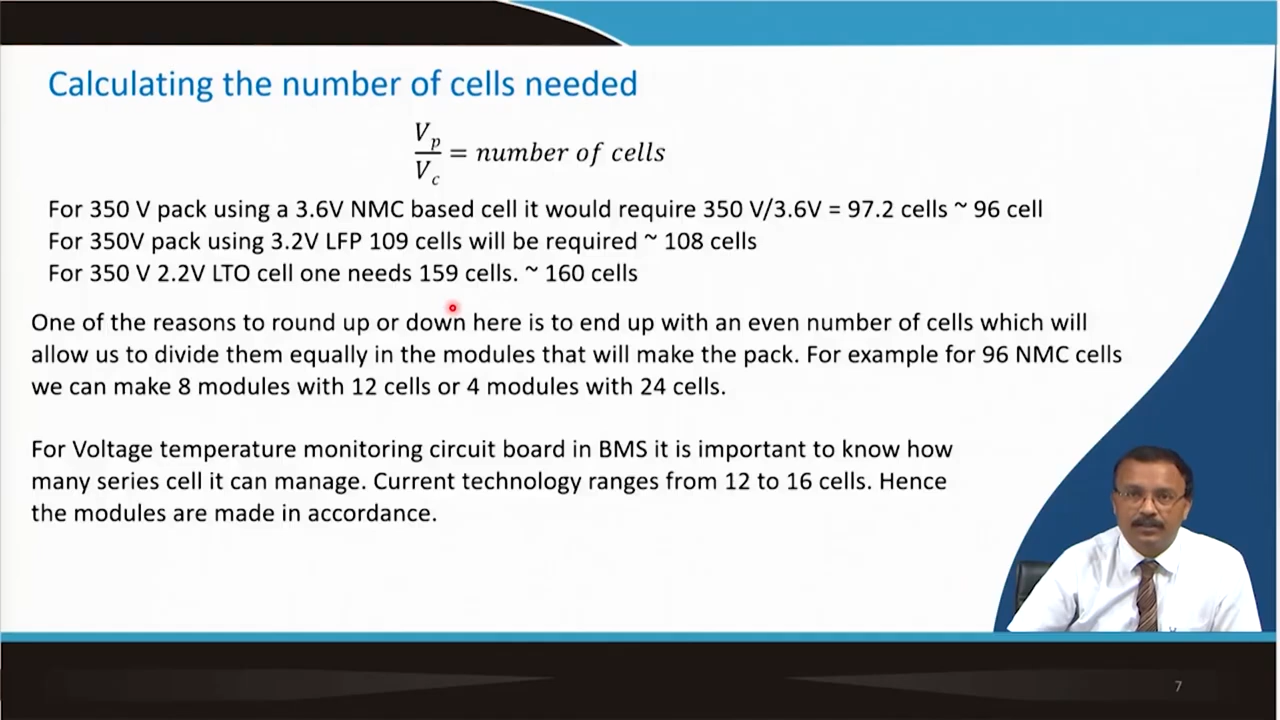 Calculating the number of cells needed
V_p / V_c = number of cells
For 350 V pack using a 3.6V NMC based cell it would require 350 V/3.6V = 97.2 cells ~ 96 cell
For 350V pack using 3.2V LFP 109 cells will be required ~ 108 cells
For 350 V 2.2V LTO cell one needs 159 cells. ~ 160 cells
One of the reasons to round up or down here is to end up with an even number of cells which will
allow us to divide them equally in the modules that will make the pack. For example for 96 NMC cells
we can make 8 modules with 12 cells or 4 modules with 24 cells.
For Voltage temperature monitoring circuit board in BMS it is important to know how
many series cell it can manage. Current technology ranges from 12 to 16 cells. Hence
the modules are made in accordance.
7